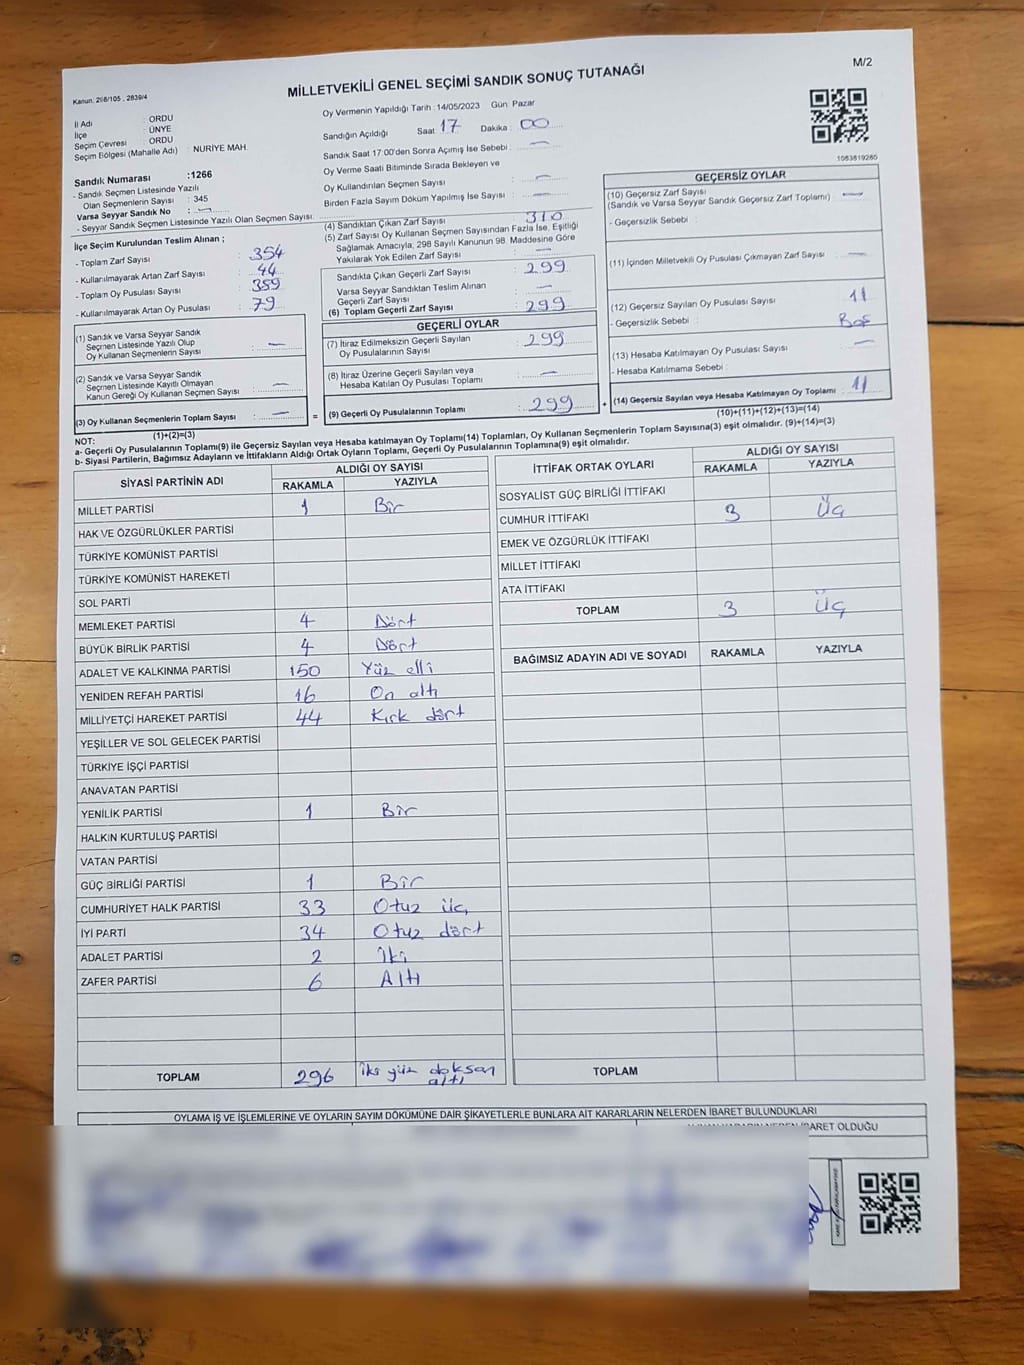 M/2
Kanun. 298/105 , 2839/4
MİLLETVEKİLİ GENEL SEÇİMİ SANDIK SONUÇ TUTANAĞI
İl Adı : ORDU
İlçe : ÜNYE
Seçim Çevresi : ORDU
Seçim Bölgesi (Mahalle Adı) : NURİYE MAH.
Sandık Numarası :1266
- Sandık Seçmen Listesinde Yazılı
Olan Seçmenlerin Sayısı : 345
Varsa Seyyar Sandık No : —
- Seyyar Sandık Seçmen Listesinde Yazılı Olan Seçmen Sayısı.
İlçe Seçim Kurulundan Teslim Alınan ;
- Toplam Zarf Sayısı : 354
- Kullanılmayarak Artan Zarf Sayısı : 44
- Toplam Oy Pusulası Sayısı : 359
- Kullanılmayarak Artan Oy Pusulası : 79
(1) Sandık ve Varsa Seyyar Sandık
Seçmen Listesinde Yazılı Olup
Oy Kullanan Seçmenlerin Sayısı : —
(2) Sandık ve Varsa Seyyar Sandık
Seçmen Listesinde Kayıtlı Olmayan
Kanun Gereği Oy Kullanan Seçmen Sayısı : —
(3) Oy Kullanan Seçmenlerin Toplam Sayısı : — =
(1)+(2)=(3)
Oy Vermenin Yapıldığı Tarih : 14/05/2023 Gün: Pazar
Sandığın Açıldığı Saat: 17 Dakika : 00
Sandık Saat 17:00'den Sonra Açımış İse Sebebi : —
Oy Verme Saati Bitiminde Sırada Bekleyen ve
Oy Kullandırılan Seçmen Sayısı : —
Birden Fazla Sayım Döküm Yapılmış İse Sayısı : —
(4) Sandıktan Çıkan Zarf Sayısı : 310
(5) Zarf Sayısı Oy Kullanan Seçmen Sayısından Fazla İse, Eşitliği
Sağlamak Amacıyla, 298 Sayılı Kanunun 98. Maddesine Göre
Yakılarak Yok Edilen Zarf Sayısı : —
Sandıkta Çıkan Geçerli Zarf Sayısı : 299
Varsa Seyyar Sandıktan Teslim Alınan
Geçerli Zarf Sayısı : —
(6) Toplam Geçerli Zarf Sayısı : 299
GEÇERLİ OYLAR
(7) İtiraz Edilmeksizin Geçerli Sayılan
Oy Pusulalarının Sayısı : 299
(8) İtiraz Üzerine Geçerli Sayılan veya
Hesaba Katılan Oy Pusulası Toplamı : —
(9) Geçerli Oy Pusulalarının Toplamı : 299 +
1063819280
GEÇERSİZ OYLAR
(10) Geçersiz Zarf Sayısı
(Sandık ve Varsa Seyyar Sandık Geçersiz Zarf Toplamı) : —
- Geçersizlik Sebebi :
(11) İçinden Milletvekili Oy Pusulası Çıkmayan Zarf Sayısı : —
(12) Geçersiz Sayılan Oy Pusulası Sayısı : 11
- Geçersizlik Sebebi : Boş
(13) Hesaba Katılmayan Oy Pusulası Sayısı : —
- Hesaba Katılmama Sebebi :
(14) Geçersiz Sayılan veya Hesaba Katılmayan Oy Toplamı : 11
(10)+(11)+(12)+(13)=(14)
NOT:
a- Geçerli Oy Pusulalarının Toplamı(9) ile Geçersiz Sayılan veya Hesaba katılmayan Oy Toplamı(14) Toplamları, Oy Kullanan Seçmenlerin Toplam Sayısına(3) eşit olmalıdır. (9)+(14)=(3)
b- Siyasi Partilerin, Bağımsız Adayların ve İttifakların Aldığı Ortak Oyların Toplamı, Geçerli Oy Pusulalarının Toplamına(9) eşit olmalıdır.
SİYASİ PARTİNİN ADI ALDIĞI OY SAYISI
RAKAMLA YAZIYLA
MİLLET PARTİSİ 1 Bir
HAK VE ÖZGÜRLÜKLER PARTİSİ
TÜRKİYE KOMÜNİST PARTİSİ
TÜRKİYE KOMÜNİST HAREKETİ
SOL PARTİ
MEMLEKET PARTİSİ 4 Dört
BÜYÜK BİRLİK PARTİSİ 4 Dört
ADALET VE KALKINMA PARTİSİ 150 Yüz elli
YENİDEN REFAH PARTİSİ 16 On altı
MİLLİYETÇİ HAREKET PARTİSİ 44 Kırk dört
YEŞİLLER VE SOL GELECEK PARTİSİ
TÜRKİYE İŞÇİ PARTİSİ
ANAVATAN PARTİSİ
YENİLİK PARTİSİ 1 Bir
HALKIN KURTULUŞ PARTİSİ
VATAN PARTİSİ
GÜÇ BİRLİĞİ PARTİSİ 1 Bir
CUMHURİYET HALK PARTİSİ 33 Otuz üç
İYİ PARTİ 34 Otuz dört
ADALET PARTİSİ 2 İki
ZAFER PARTİSİ 6 Altı
TOPLAM 296 iki yüz doksan altı
İTTİFAK ORTAK OYLARI ALDIĞI OY SAYISI
RAKAMLA YAZIYLA
SOSYALİST GÜÇ BİRLİĞİ İTTİFAKI
CUMHUR İTTİFAKI 3 Üç
EMEK VE ÖZGÜRLÜK İTTİFAKI
MİLLET İTTİFAKI
ATA İTTİFAKI
TOPLAM 3 Üç
BAĞIMSIZ ADAYIN ADI VE SOYADI RAKAMLA YAZIYLA
TOPLAM
OYLAMA İŞ VE İŞLEMLERİNE VE OYLARIN SAYIM DÖKÜMÜNE DAİR ŞİKAYETLERLE BUNLARA AİT KARARLARIN NELERDEN İBARET BULUNDUKLARI
OLDUĞU